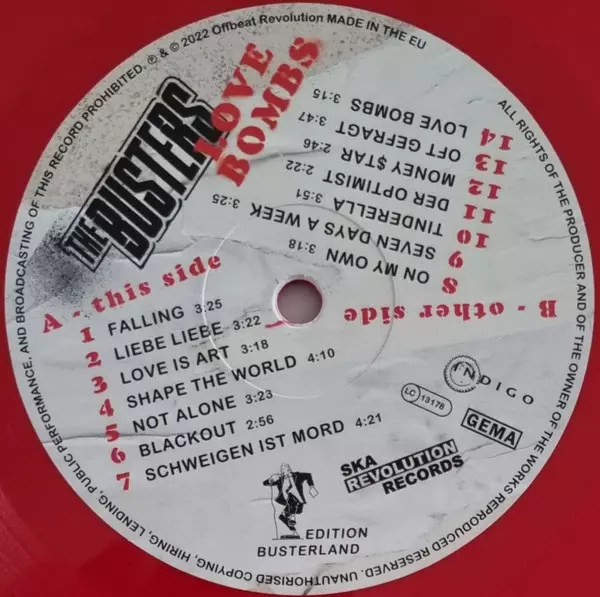 ALL RIGHTS OF THE PRODUCER AND OF THE OWNER OF THE WORKS REPRODUCED RESERVED. UNAUTHORISED COPYING, HIRING, LENDING, PUBLIC PERFORMANCE, AND BROADCASTING OF THIS RECORD PROHIBITED. ℗ & © 2022 Offbeat Revolution MADE IN THE EU
THE
BUSTERS
LOVE
BOMBS
A - this side
1 FALLING 3:25
2 LIEBE LIEBE 3:22
3 LOVE IS ART 3:18
4 SHAPE THE WORLD 4:10
5 NOT ALONE 3:23
6 BLACKOUT 2:56
7 SCHWEIGEN IST MORD 4:21
B - other side
8 ON MY OWN 3:18
9 SEVEN DAYS A WEEK 3:25
10 TINDERELLA 3:51
11 DER OPTIMIST 2:22
12 MONEY $TAR 2:46
13 OFT GEFRAGT 3:47
14 LOVE BOMBS 3:15
INDIGO
LC 13178
GEMA
SKA
REVOLUTION
RECORDS
EDITION
BUSTERLAND